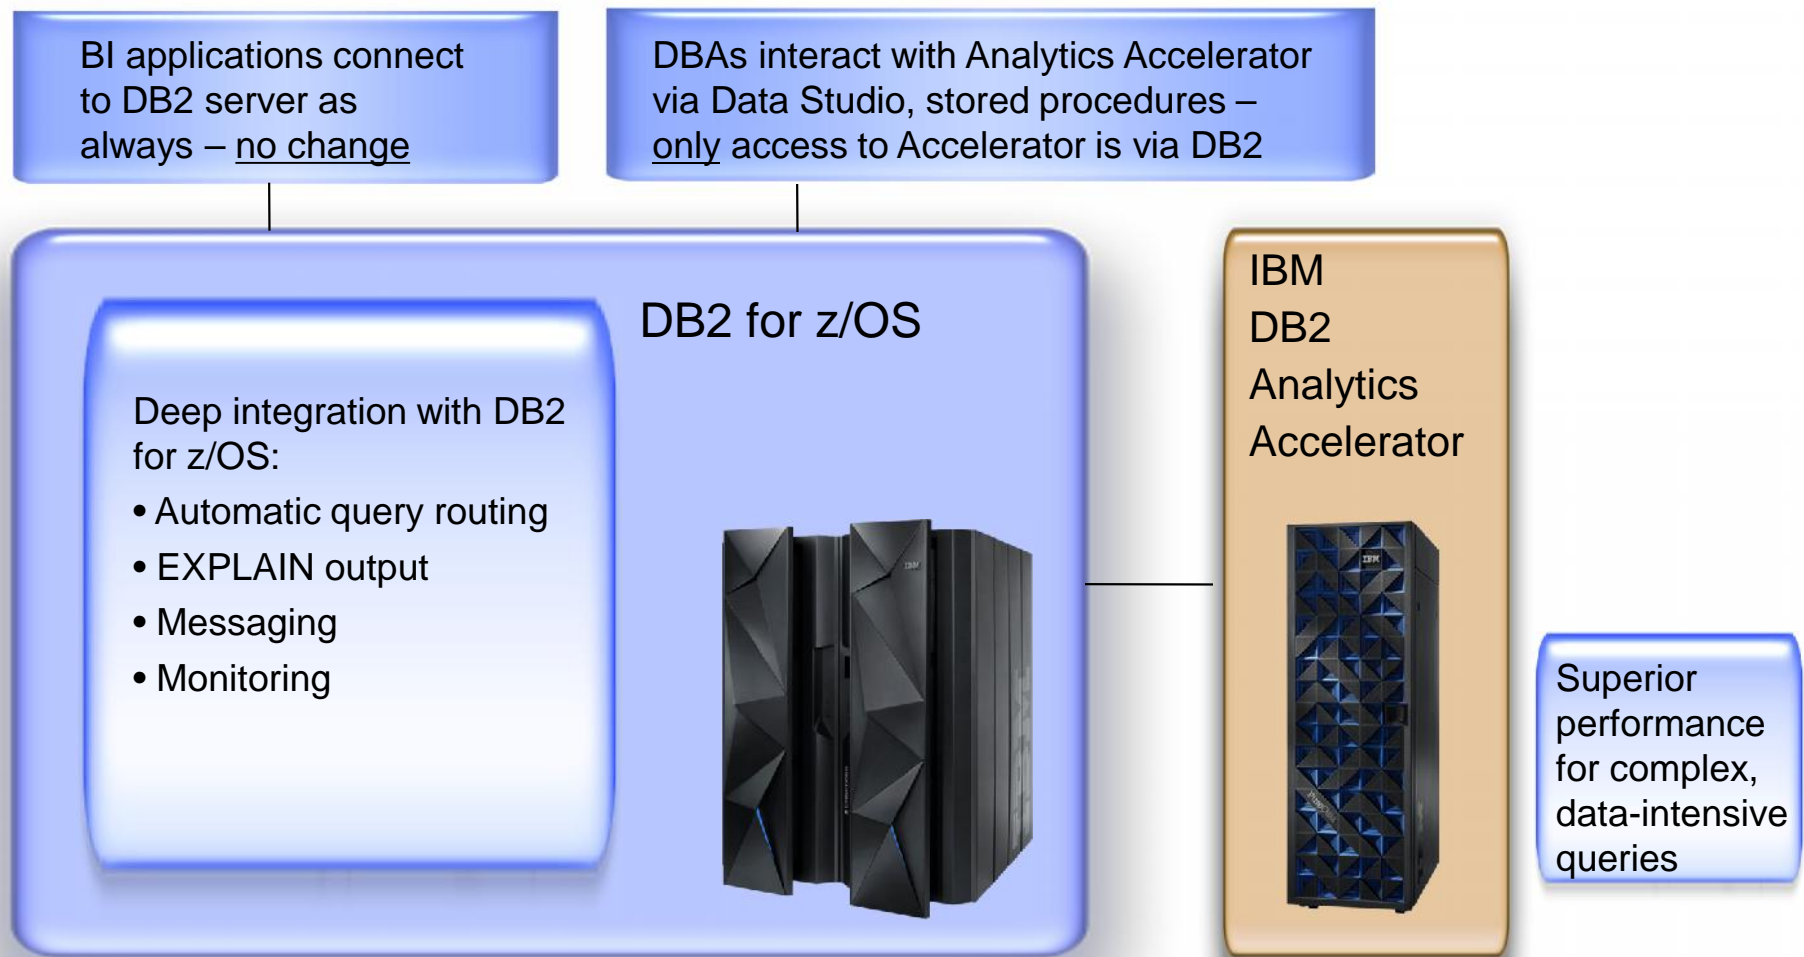 BI applications connect
to DB2 server as
always – no change
DBAs interact with Analytics Accelerator
via Data Studio, stored procedures –
only access to Accelerator is via DB2
DB2 for z/OS
Deep integration with DB2
for z/OS:
• Automatic query routing
• EXPLAIN output
• Messaging
• Monitoring
IBM
IBM
DB2
Analytics
Accelerator
IBM
Superior
performance
for complex,
data-intensive
queries